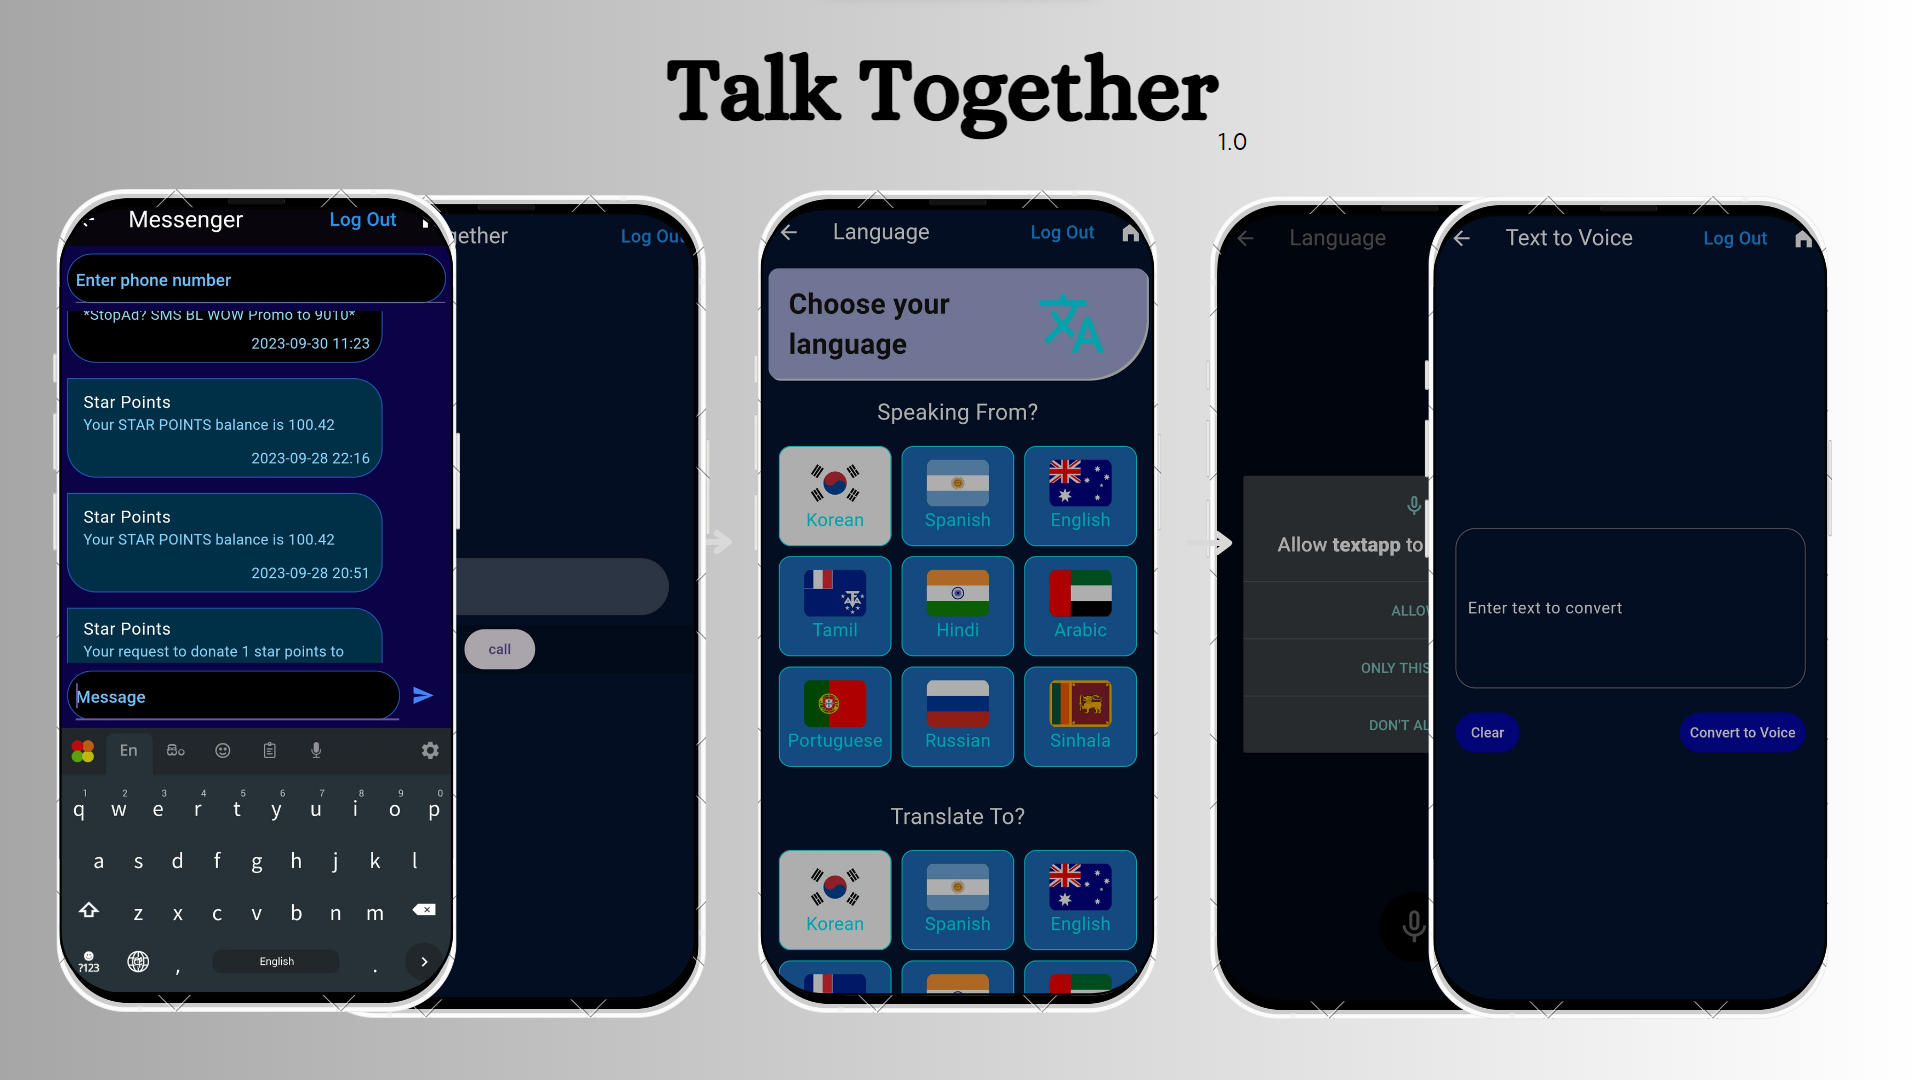 Talk Together
1.0
Messenger
Log Out
Enter phone number
*StopAd? SMS BL WOW Promo to 9010*
2023-09-30 11:23
Star Points
Your STAR POINTS balance is 100.42
2023-09-28 22:16
Star Points
Your STAR POINTS balance is 100.42
2023-09-28 20:51
Star Points
Your request to donate 1 star points to
Message
En
සිං
1 2 3 4 5 6 7 8 9 0
q w e r t y u i o p
a s d f g h j k l
z x c v b n m
?123
,
English
.
gether
Log Out
call
Language
Log Out
Choose your
language
Speaking From?
Korean
Spanish
English
Tamil
Hindi
Arabic
Portuguese
Russian
Sinhala
Translate To?
Korean
Spanish
English
Language
Allow textapp to
ALLO
ONLY THIS
DON'T AL
Text to Voice
Log Out
Enter text to convert
Clear
Convert to Voice